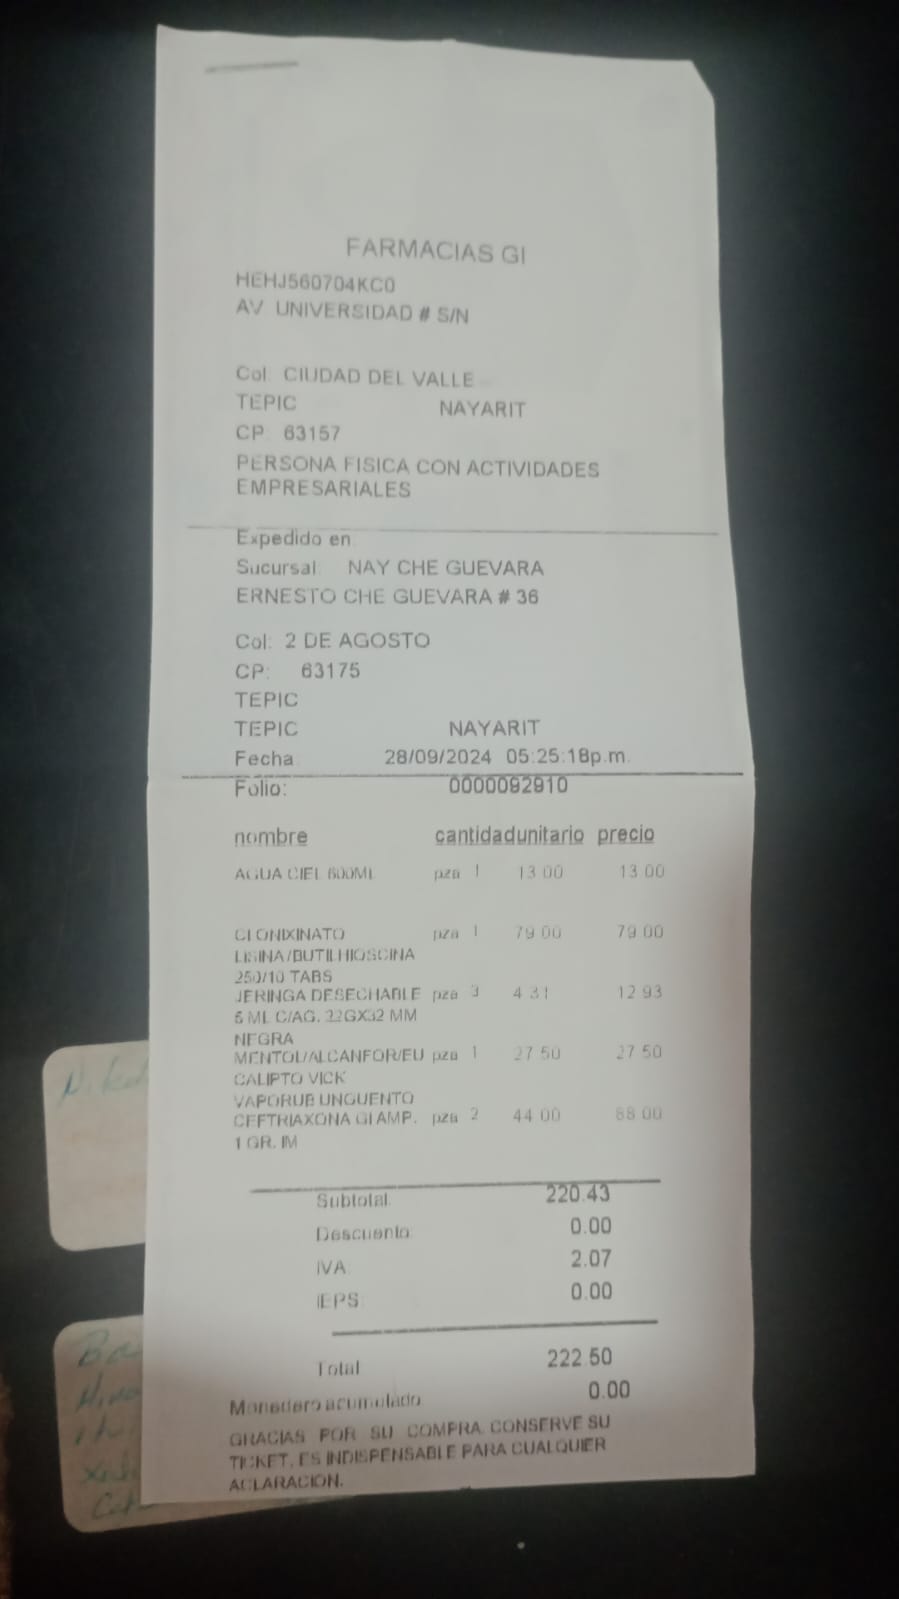 FARMACIAS GI
HEHJ560704KC0
AV UNIVERSIDAD # S/N
Col: CIUDAD DEL VALLE
TEPIC NAYARIT
CP: 63157
PERSONA FISICA CON ACTIVIDADES
EMPRESARIALES
Expedido en:
Sucursal: NAY CHE GUEVARA
ERNESTO CHE GUEVARA # 36
Col: 2 DE AGOSTO
CP: 63175
TEPIC
TEPIC NAYARIT
Fecha: 28/09/2024 05:25:18p.m.
Folio: 0000092910
nombre cantidad unitario precio
AGUA CIEL 600ML pza 1 13.00 13.00
CLONIXINATO pza 1 79.00 79.00
LISINA/BUTILHIOSCINA
250/10 TABS
JERINGA DESECHABLE pza 3 4.31 12.93
5 ML C/AG. 22GX32 MM
NEGRA
MENTOL/ALCANFOR/EU pza 1 27.50 27.50
CALIPTO VICK
VAPORUB UNGUENTO
CEFTRIAXONA GI AMP. pza 2 44.00 88.00
1 GR. IM
Subtotal: 220.43
Descuento: 0.00
IVA: 2.07
IEPS: 0.00
Total 222.50
Monedero acumulado 0.00
GRACIAS POR SU COMPRA. CONSERVE SU
TICKET, ES INDISPENSABLE PARA CUALQUIER
ACLARACION.